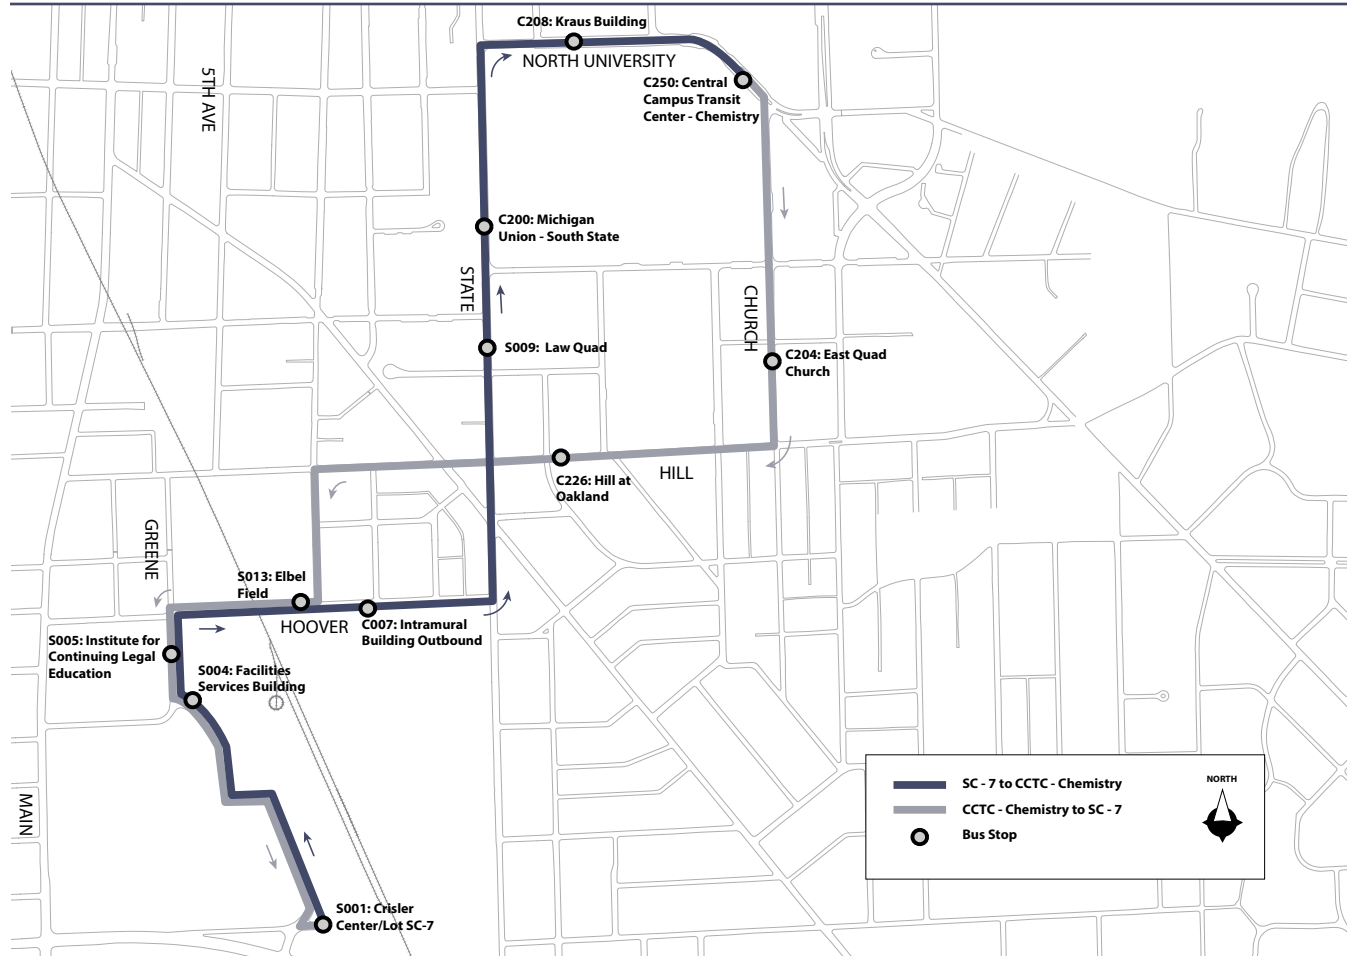 C208: Kraus Building
NORTH UNIVERSITY
5TH AVE
C250: Central
Campus Transit
Center - Chemistry
C200: Michigan
Union - South State
STATE
CHURCH
S009:  Law Quad
C204: East Quad
Church
HILL
C226: Hill at
Oakland
GREENE
S013: Elbel
Field
HOOVER
C007: Intramural
Building Outbound
S005: Institute for
Continuing Legal
Education
S004: Facilities
Services Building
MAIN
S001: Crisler
Center/Lot SC-7
SC - 7 to CCTC - Chemistry
CCTC - Chemistry to SC - 7
Bus Stop
NORTH